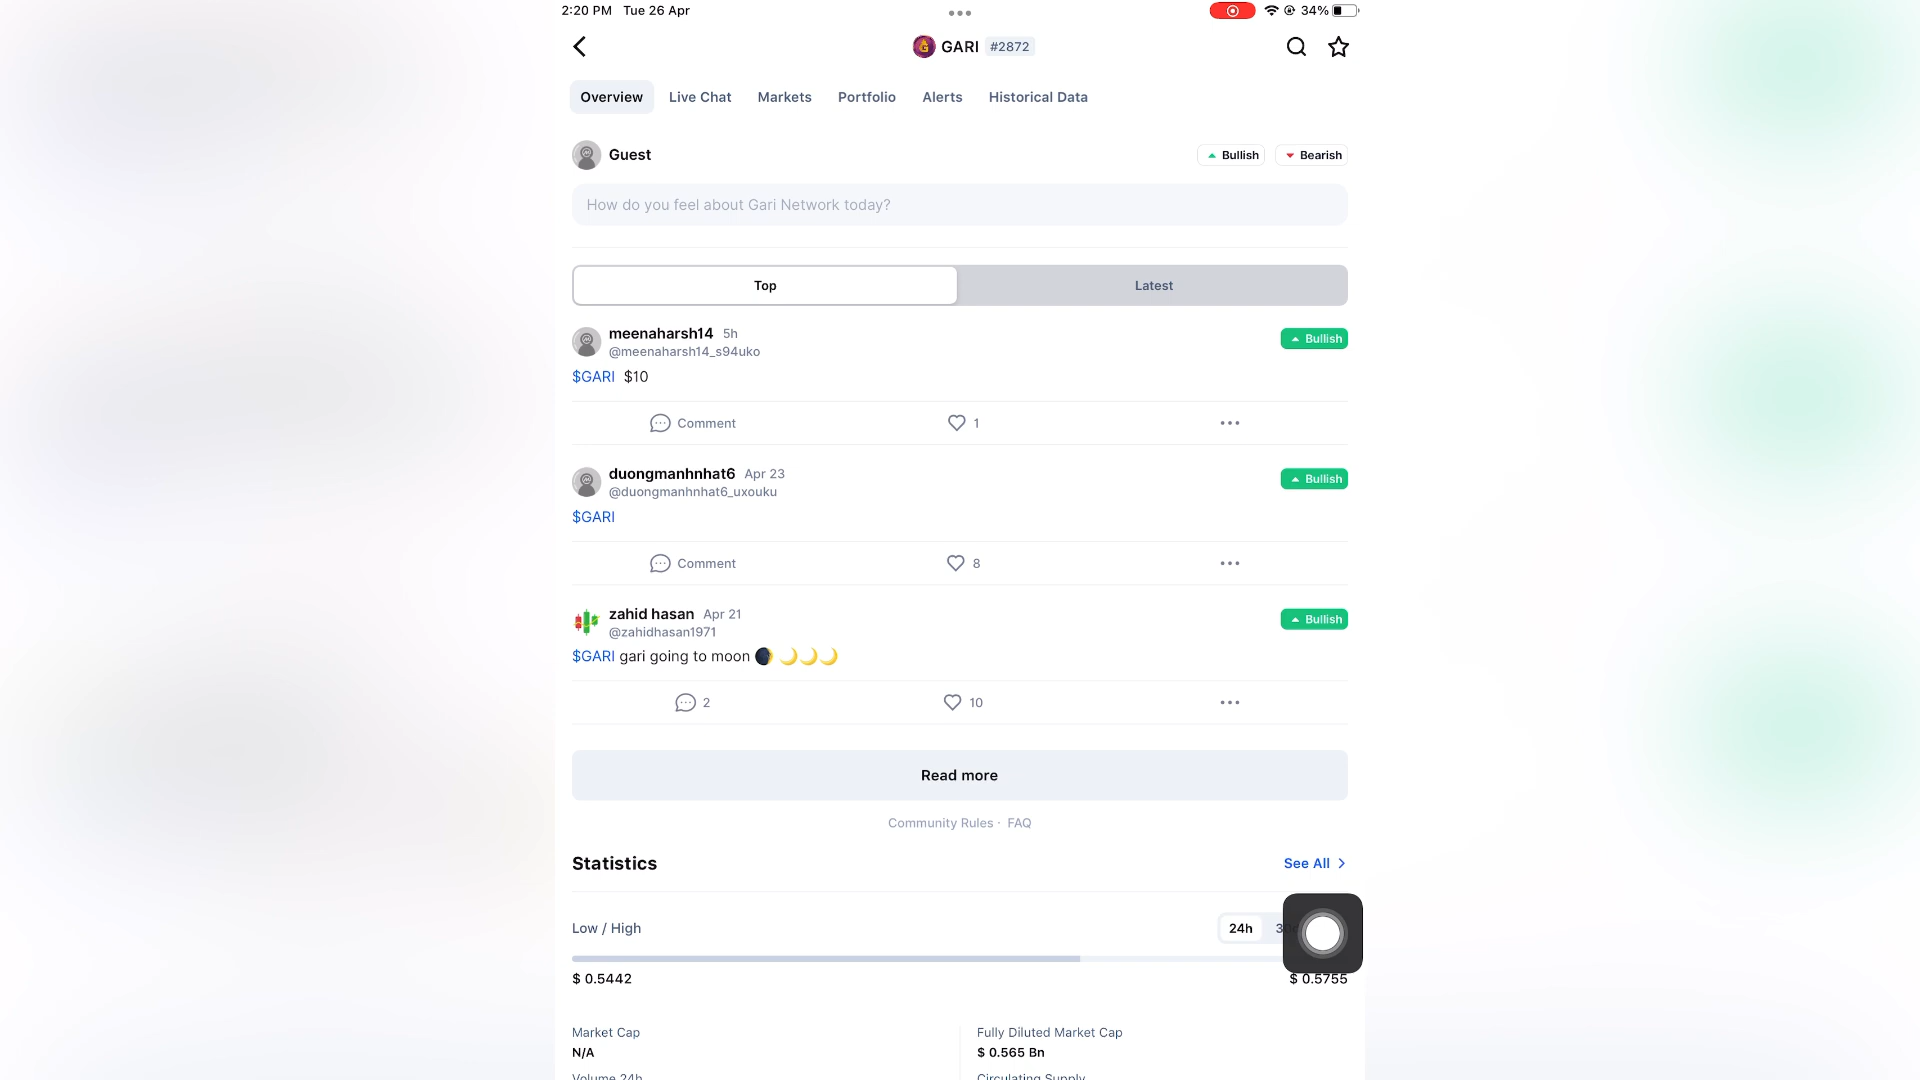 2:20 PM Tue 26 Apr
34%
GARI #2872
Overview Live Chat Markets Portfolio Alerts Historical Data
Guest
Bullish Bearish
How do you feel about Gari Network today?
Top Latest
meenaharsh14 5h
Bullish
@meenaharsh14_s94uko
$GARI $10
Comment 1
duongmanhnhat6 Apr 23
Bullish
@duongmanhnhat6_uxouku
$GARI
Comment 8
zahid hasan Apr 21
Bullish
@zahidhasan1971
$GARI gari going to moon 🌒 🌙🌙🌙
2 10
Read more
Community Rules · FAQ
Statistics See All
Low / High 24h
$ 0.5442 $ 0.5755
Market Cap Fully Diluted Market Cap
N/A $ 0.565 Bn
Volume 24h Circulating Supply